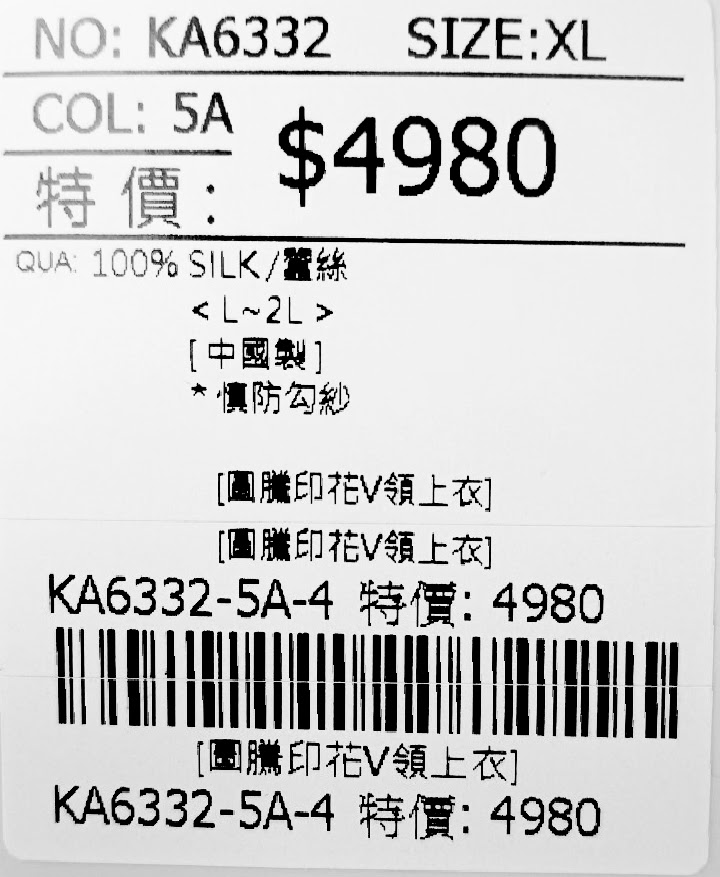 NO: KA6332 SIZE:XL
COL: 5A
$4980
特價:
QUA: 100% SILK/蠶絲
< L~2L >
[中國製]
*慎防勾紗
[圖騰印花V領上衣]
[圖騰印花V領上衣]
KA6332-5A-4 特價: 4980
[圖騰印花V領上衣]
KA6332-5A-4 特價: 4980